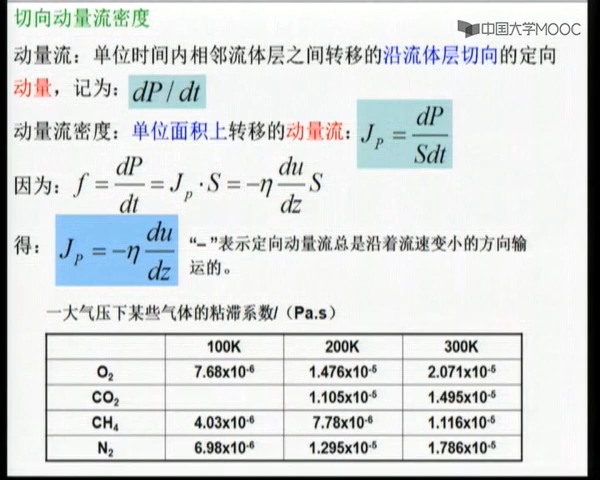 切向动量流密度
中国大学MOOC
动量流：单位时间内相邻流体层之间转移的沿流体层切向的定向
动量，记为：dP/dt
动量流密度：单位面积上转移的动量流：J_P = dP/Sdt
因为：f = dP/dt = J_p · S = -η du/dz S
得：J_P = -η du/dz “–”表示定向动量流总是沿着流速变小的方向输
运的。
一大气压下某些气体的粘滞系数/（Pa.s）
100K 200K 300K
O₂ 7.68x10⁻⁶ 1.476x10⁻⁵ 2.071x10⁻⁵
CO₂ 1.105x10⁻⁵ 1.495x10⁻⁵
CH₄ 4.03x10⁻⁶ 7.78x10⁻⁶ 1.116x10⁻⁵
N₂ 6.98x10⁻⁶ 1.295x10⁻⁵ 1.786x10⁻⁵